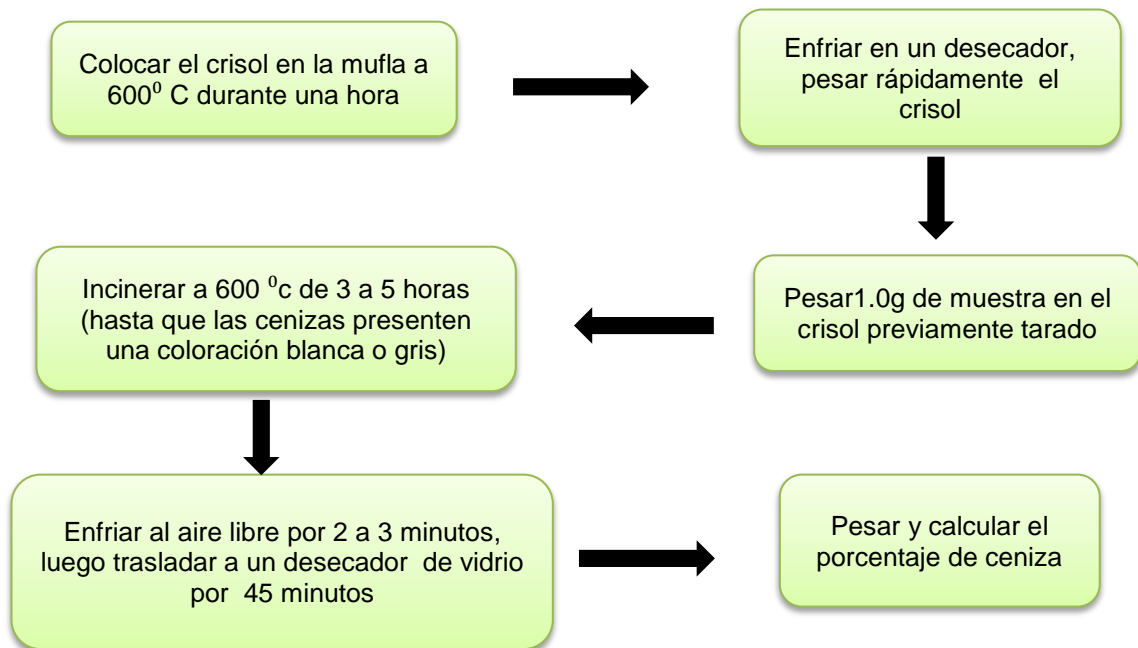 Colocar el crisol en la mufla a
600⁰ C durante una hora
Enfriar en un desecador,
pesar rápidamente el
crisol
Pesar1.0g de muestra en el
crisol previamente tarado
Incinerar a 600 ⁰c de 3 a 5 horas
(hasta que las cenizas presenten
una coloración blanca o gris)
Enfriar al aire libre por 2 a 3 minutos,
luego trasladar a un desecador de vidrio
por 45 minutos
Pesar y calcular el
porcentaje de ceniza